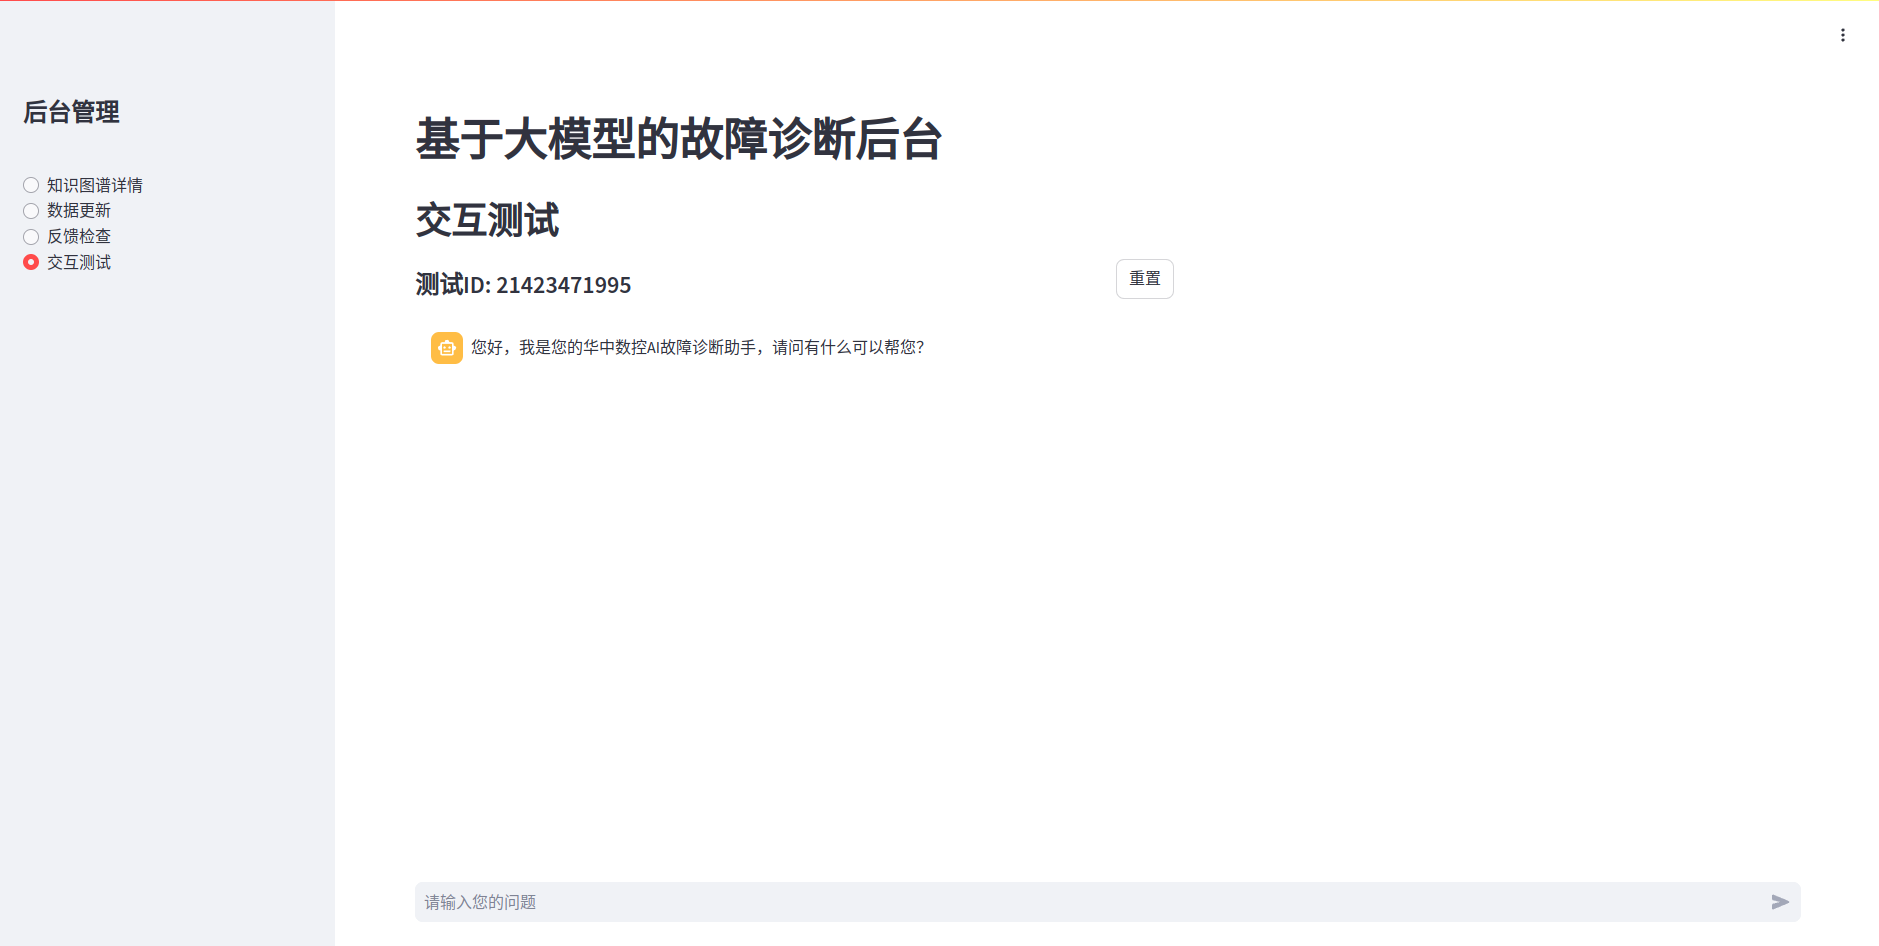 后台管理
知识图谱详情
数据更新
反馈检查
交互测试
基于大模型的故障诊断后台
交互测试
测试ID: 21423471995
重置
您好，我是您的华中数控AI故障诊断助手，请问有什么可以帮您？
请输入您的问题